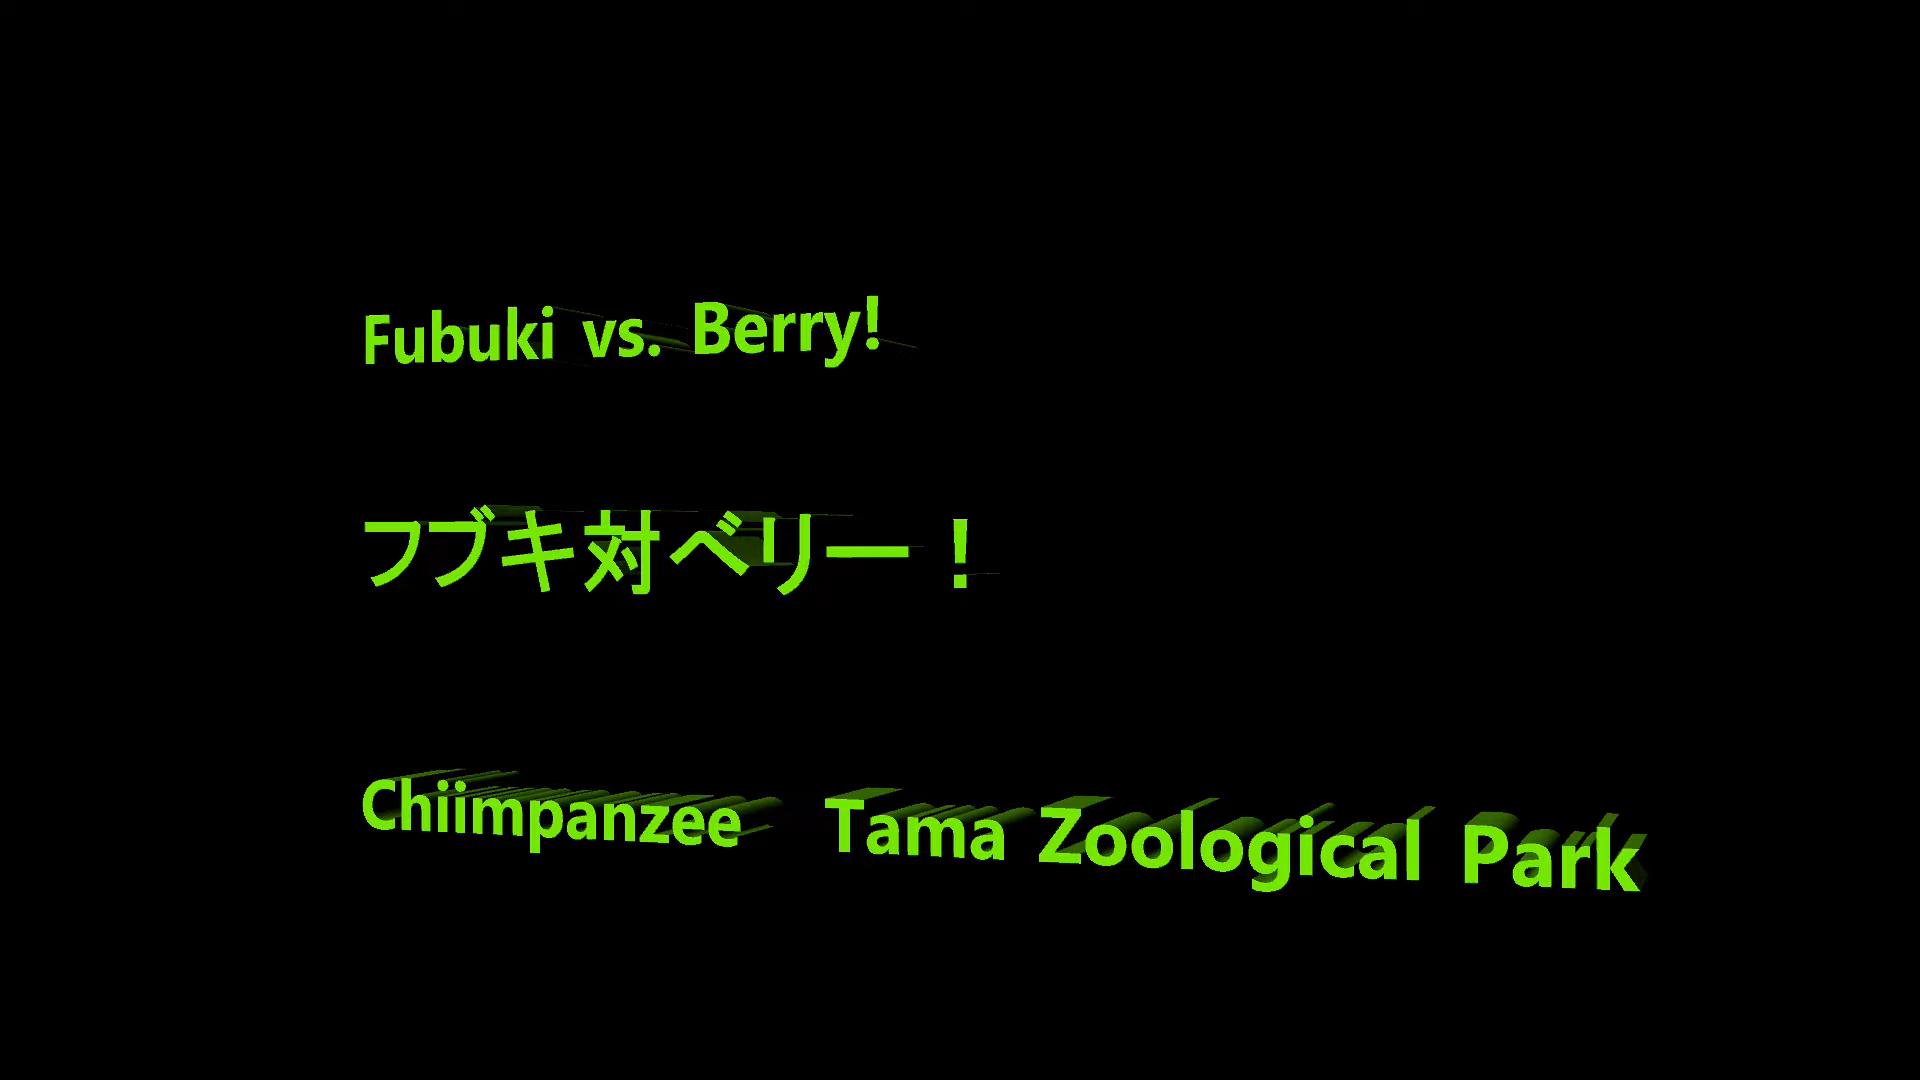 Fubuki vs. Berry!
フブキ対ベリー！
Chiimpanzee Tama Zoological Park